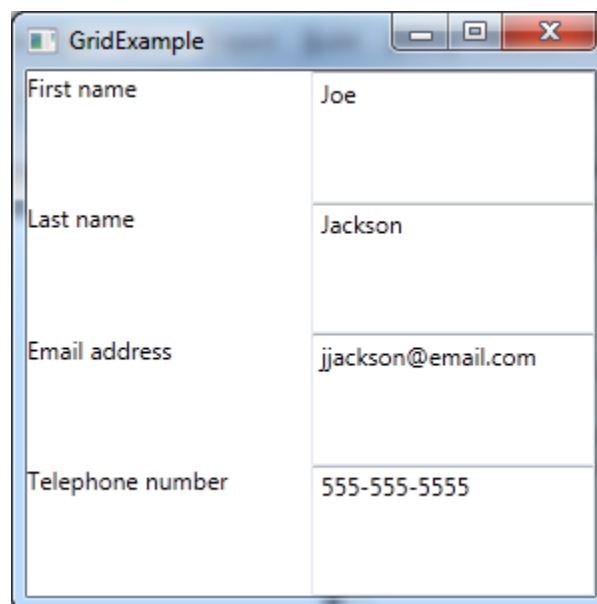 GridExample
First name Joe
Last name Jackson
Email address jjackson@email.com
Telephone number 555-555-5555